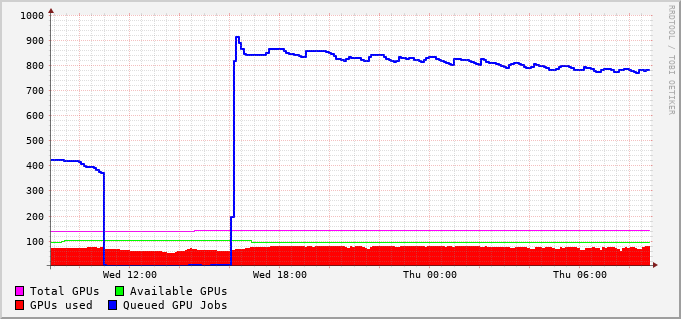 1000
900
800
700
600
500
400
300
200
100
Wed 12:00 Wed 18:00 Thu 00:00 Thu 06:00
Total GPUs Available GPUs
GPUs used Queued GPU Jobs
RRDTOOL / TOBI OETIKER